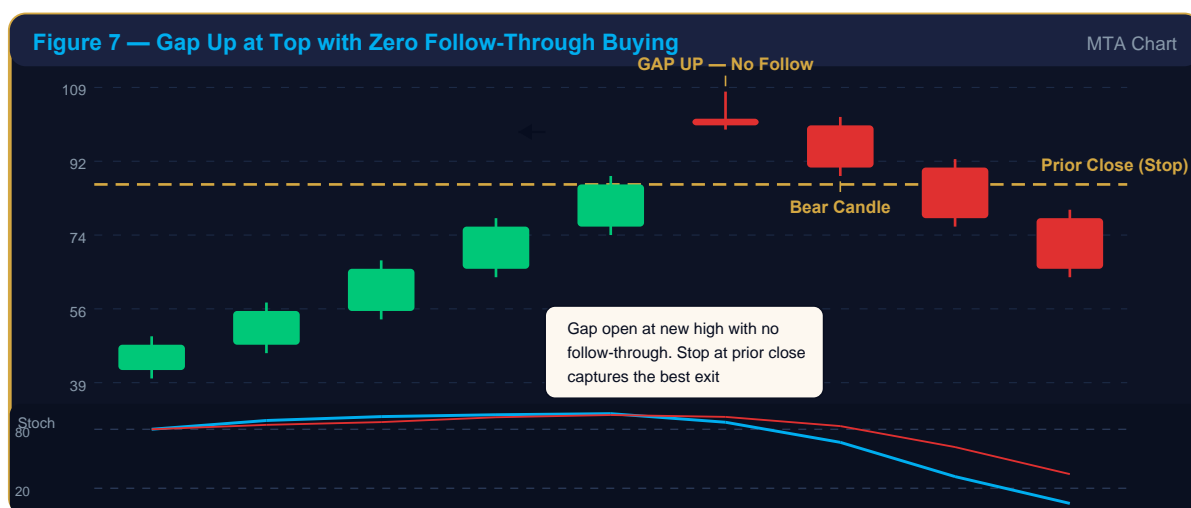 Figure 7 — Gap Up at Top with Zero Follow-Through Buying
MTA Chart
GAP UP — No Follow
109
92
Prior Close (Stop)
Bear Candle
74
56
Gap open at new high with no
follow-through. Stop at prior close
captures the best exit
39
Stoch
80
20